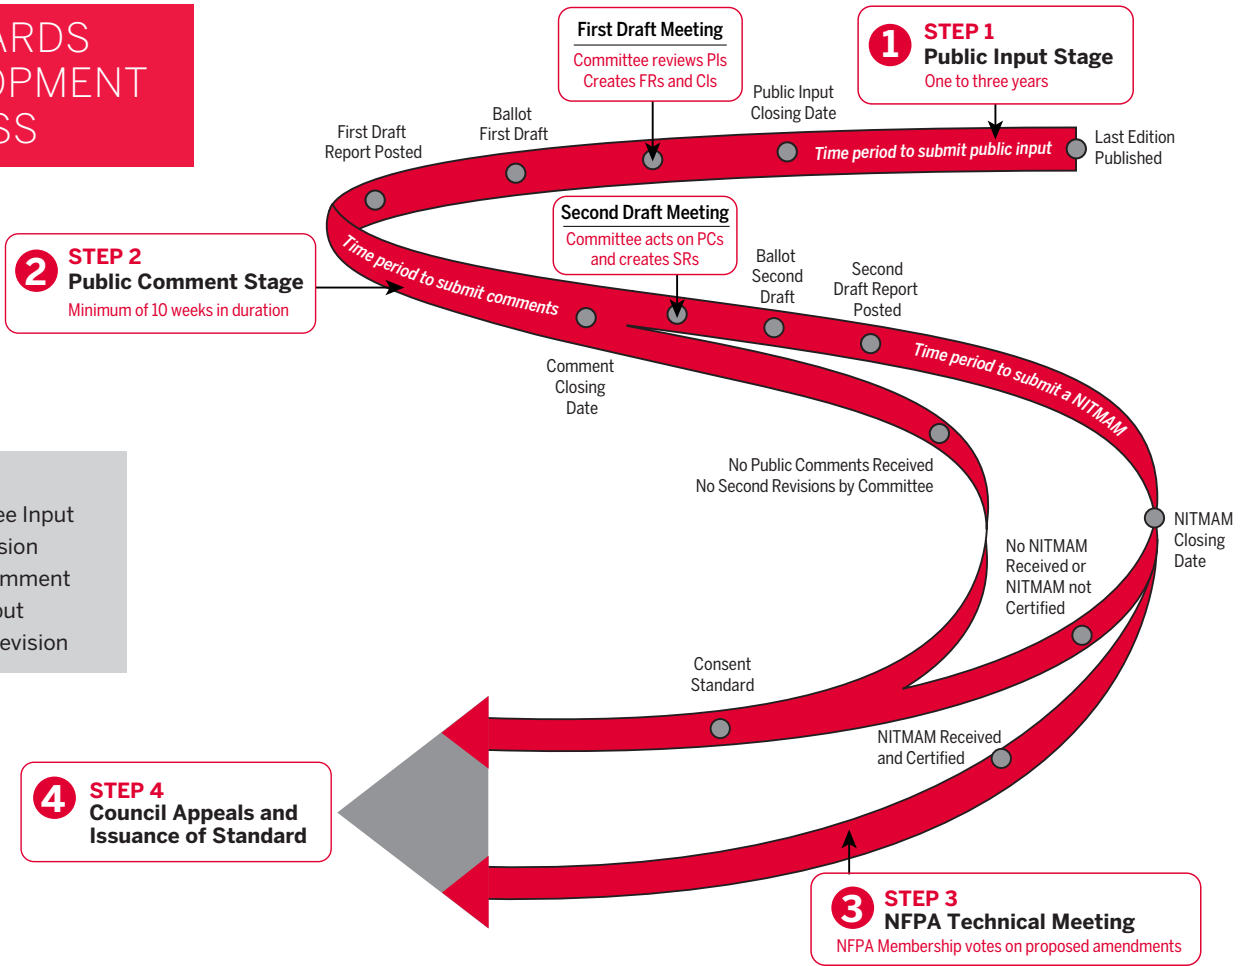 ARDS
OPMENT
SS
First Draft Meeting
Committee reviews PIs
Creates FRs and CIs
1
STEP 1
Public Input Stage
One to three years
Public Input
Closing Date
Ballot
First Draft
First Draft
Report Posted
Time period to submit public input
Last Edition
Published
2
STEP 2
Public Comment Stage
Minimum of 10 weeks in duration
Time period to submit comments
Second Draft Meeting
Committee acts on PCs
and creates SRs
Ballot
Second
Draft
Second
Draft Report
Posted
Time period to submit a NITMAM
Comment
Closing
Date
No Public Comments Received
No Second Revisions by Committee
NITMAM
Closing
Date
No NITMAM
Received or
NITMAM not
Certified
ee Input
sion
mment
put
evision
Consent
Standard
NITMAM Received
and Certified
4
STEP 4
Council Appeals and
Issuance of Standard
3
STEP 3
NFPA Technical Meeting
NFPA Membership votes on proposed amendments